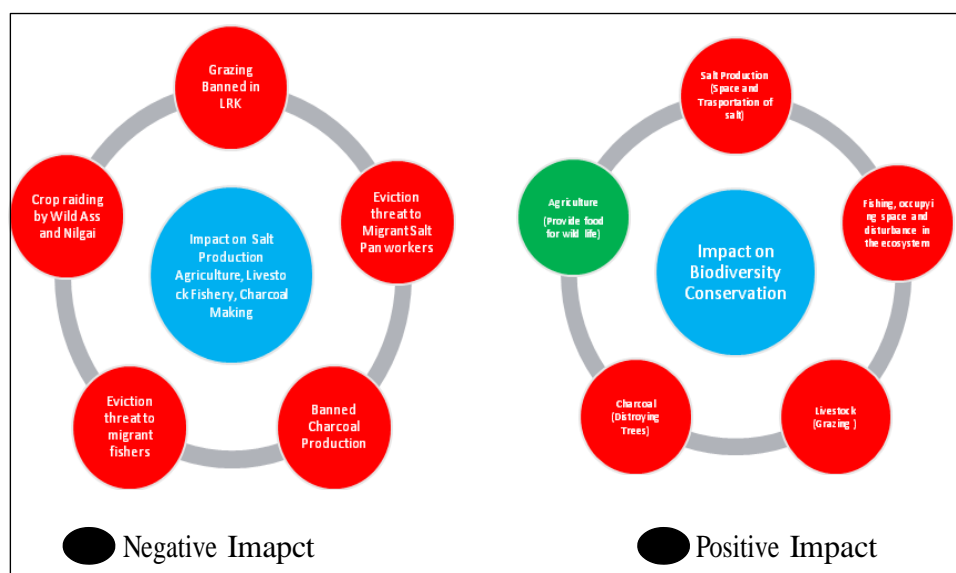 Grazing
Banned in
LRK
Eviction
threat to
Migrant Salt
Pan workers
Banned
Charcoal
Production
Eviction
threat to
migrant
fishers
Crop raiding
by Wild Ass
and Nilgai
Impact on Salt
Production
Agriculture, Livesto
ck Fishery, Charcoal
Making
Salt Production
(Space and
Trasportation of
salt)
Fishing, occupyi
ng space and
disturbance in
the ecosystem
Livestock
(Grazing )
Charcoal
(Distroying
Trees)
Agriculture
(Provide food
for wild life)
Impact on
Biodiversity
Conservation
Negative Imapct
Positive Impact